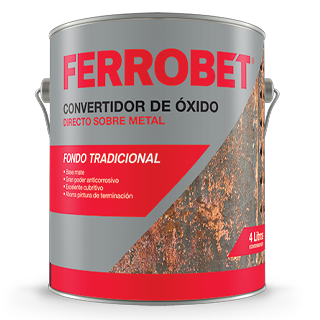 FERROBET®
CONVERTIDOR DE ÓXIDO
DIRECTO SOBRE METAL
FONDO TRADICIONAL
• Base mate
• Gran poder anticorrosivo
• Excelente cubritivo
• Ahorra pintura de terminación
4 Litros